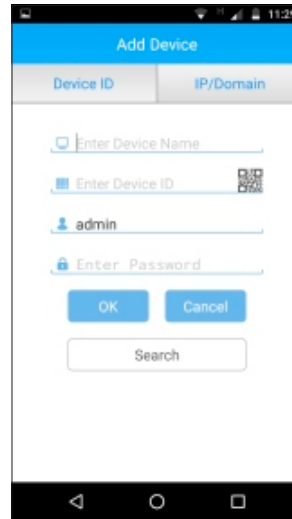 11:29
Add Device
Device ID
IP/Domain
Enter Device Name
Enter Device ID
admin
Enter Password
OK
Cancel
Search